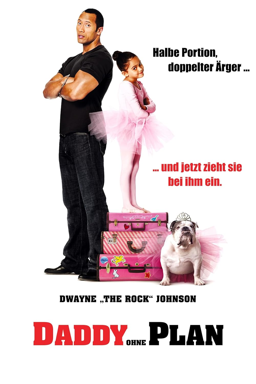 Halbe Portion,
doppelter Ärger ...
... und jetzt zieht sie
bei ihm ein.
DWAYNE „THE ROCK“ JOHNSON
DADDY OHNE PLAN